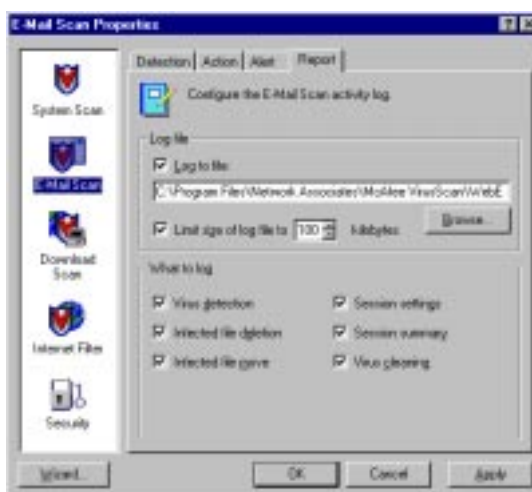 E-Mail Scan Properties
System Scan
E-Mail Scan
Download Scan
Internet Filter
Security
Detection Action Alert Report
Configure the E-Mail Scan activity log.
Log file
Log to file:
C:\Program Files\Network Associates\McAfee VirusScan\WebE
Limit size of log file to 100 kilobytes
Browse...
What to log
Virus detection
Session settings
Infected file deletion
Session summary
Infected file move
Virus cleaning
Wizard...
OK
Cancel
Apply